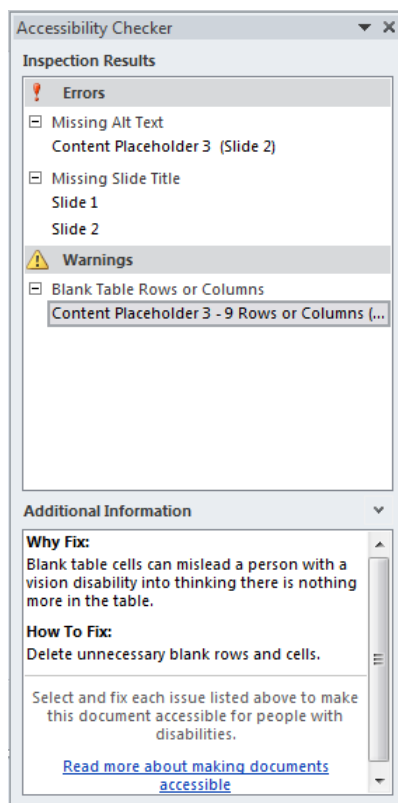 Accessibility Checker
Inspection Results
Errors
Missing Alt Text
Content Placeholder 3 (Slide 2)
Missing Slide Title
Slide 1
Slide 2
Warnings
Blank Table Rows or Columns
Content Placeholder 3 - 9 Rows or Columns (...
Additional Information
Why Fix:
Blank table cells can mislead a person with a
vision disability into thinking there is nothing
more in the table.
How To Fix:
Delete unnecessary blank rows and cells.
Select and fix each issue listed above to make
this document accessible for people with
disabilities.
Read more about making documents
accessible